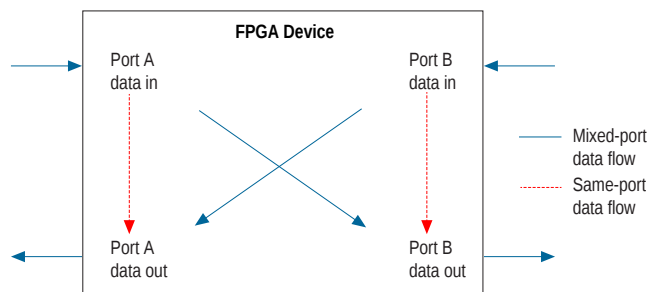 FPGA Device
Port A
data in
Port B
data in
Mixed-port
data flow
Same-port
data flow
Port A
data out
Port B
data out